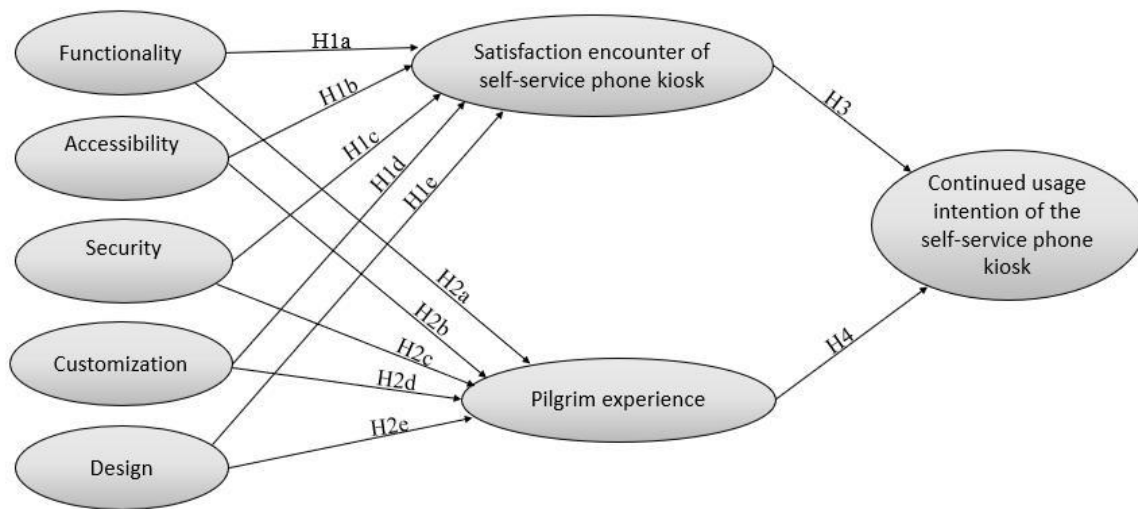 Functionality
Accessibility
Security
Customization
Design
H1a
H1b
H1c
H1d
H1e
H2a
H2b
H2c
H2d
H2e
Satisfaction encounter of
self-service phone kiosk
Pilgrim experience
H3
H4
Continued usage
intention of the
self-service phone
kiosk